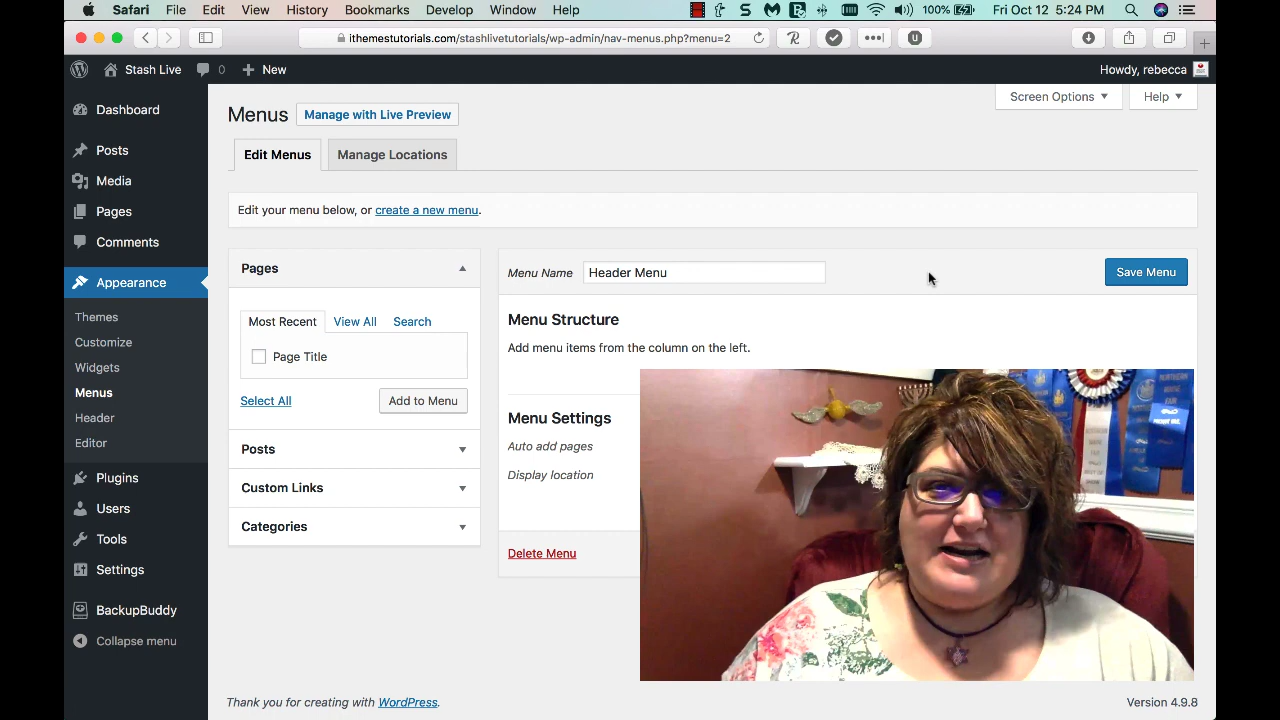 Safari File Edit View History Bookmarks Develop Window Help 100% Fri Oct 12 5:24 PM
ithemestutorials.com/stashlivetutorials/wp-admin/nav-menus.php?menu=2
Stash Live 0 New Howdy, rebecca
Screen Options Help
Dashboard
Posts
Media
Pages
Comments
Appearance
Themes
Customize
Widgets
Menus
Header
Editor
Plugins
Users
Tools
Settings
BackupBuddy
Collapse menu
Menus Manage with Live Preview
Edit Menus Manage Locations
Edit your menu below, or create a new menu.
Pages
Most Recent View All Search
Page Title
Select All Add to Menu
Posts
Custom Links
Categories
Menu Name Header Menu Save Menu
Menu Structure
Add menu items from the column on the left.
Menu Settings
Auto add pages
Display location
Delete Menu
Thank you for creating with WordPress. Version 4.9.8